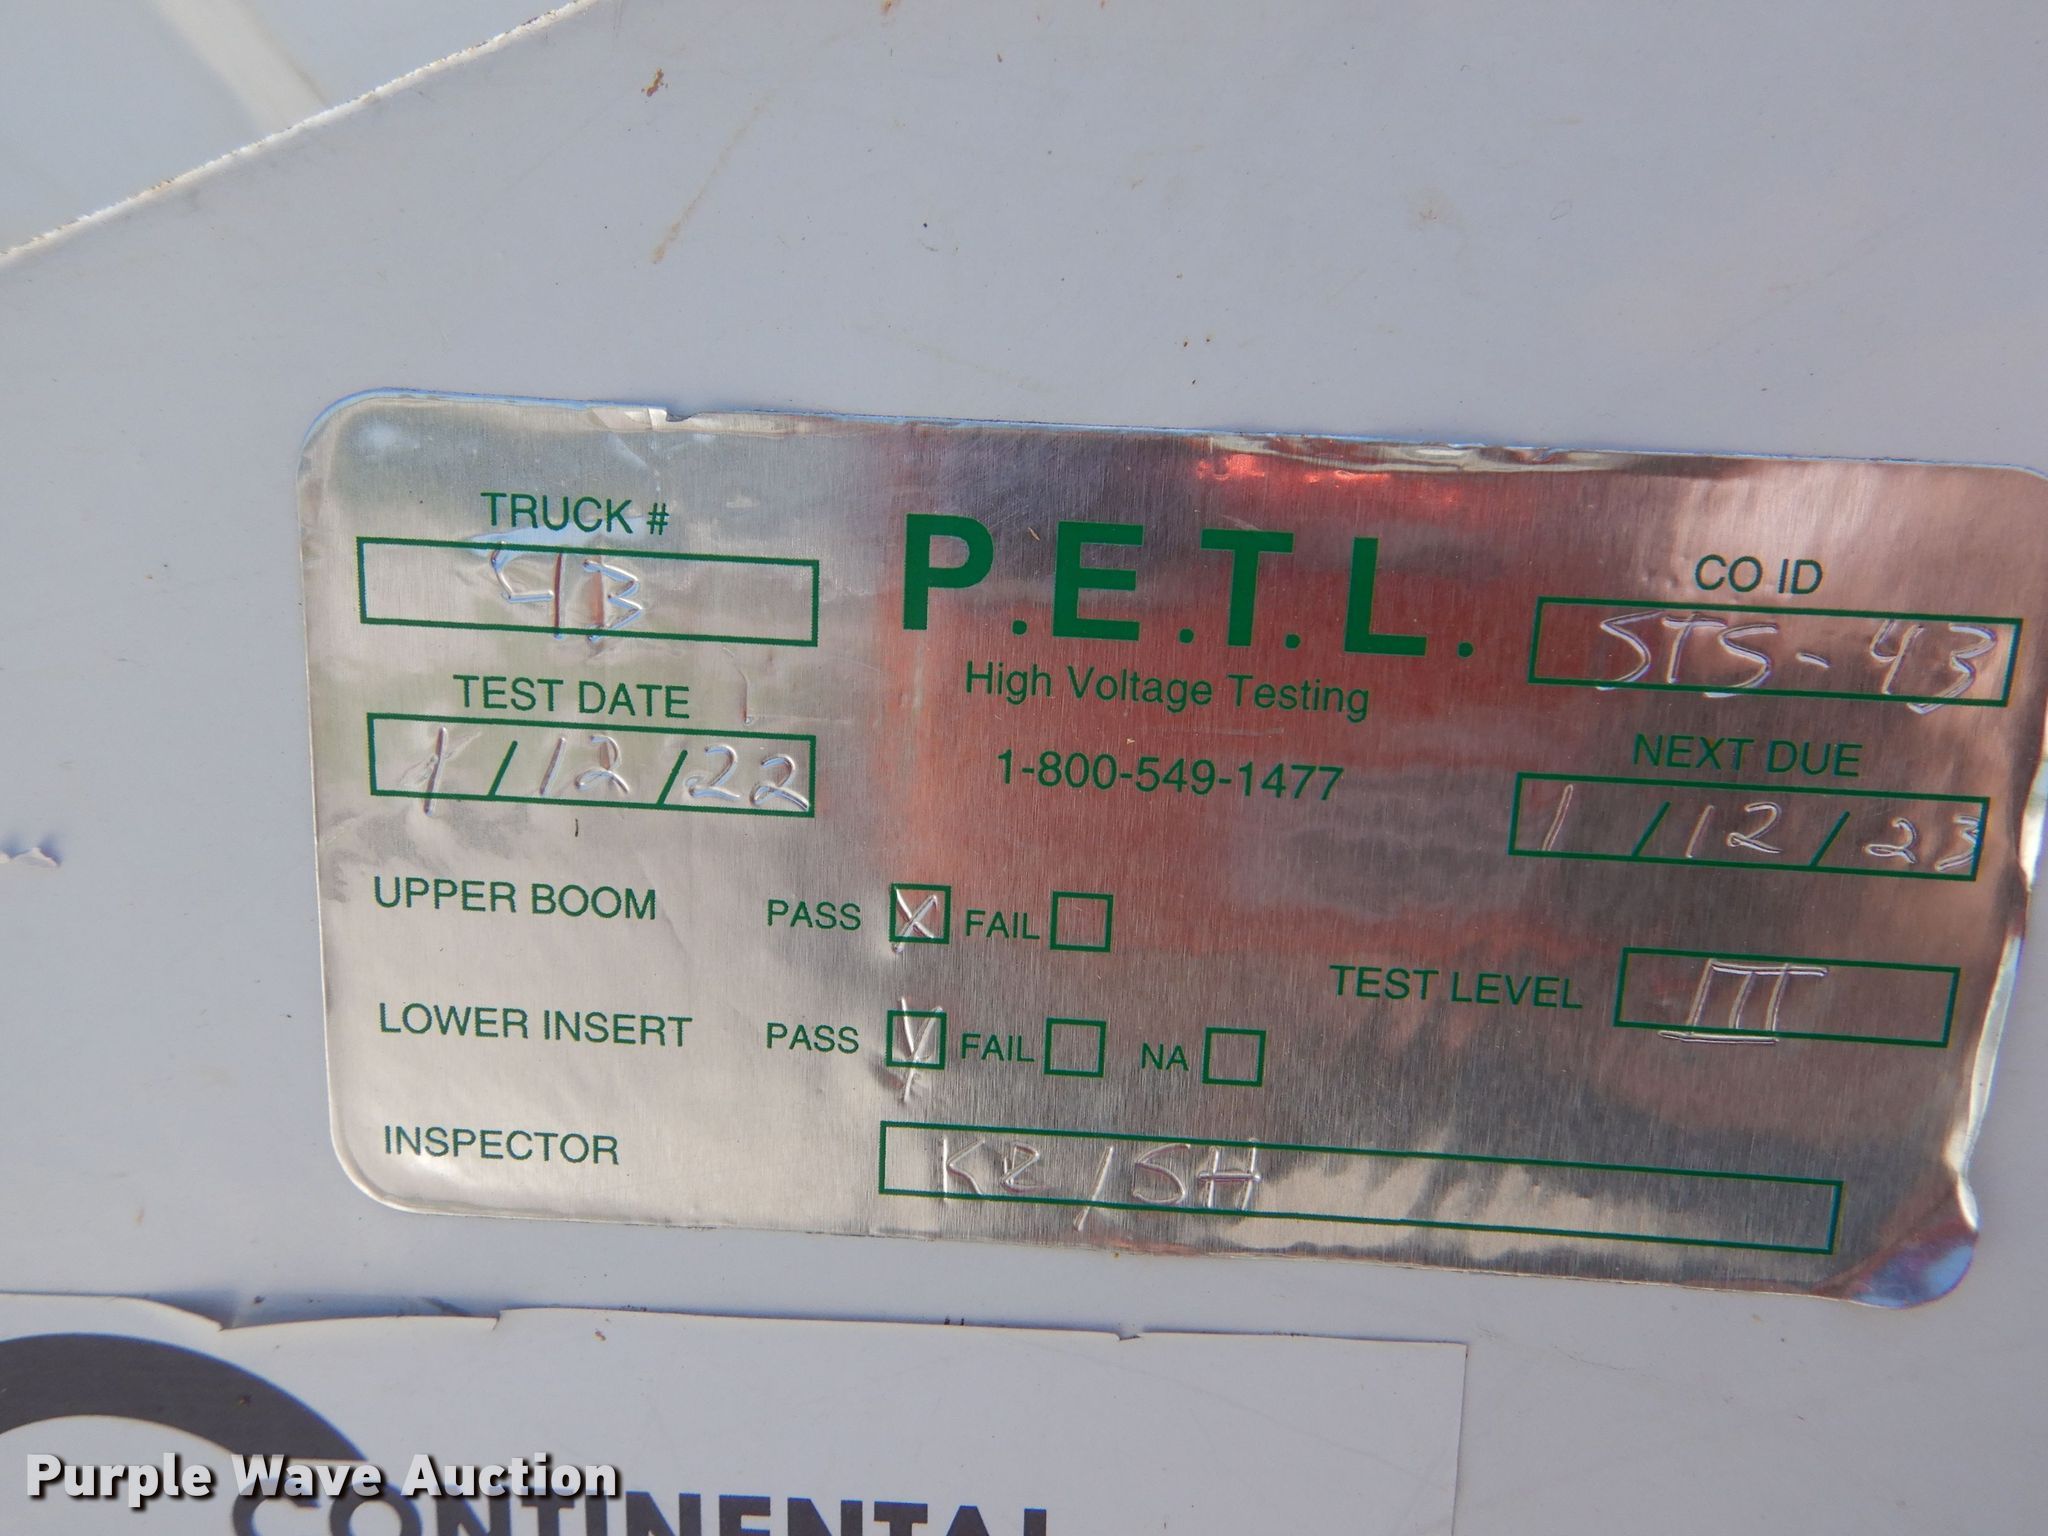 TRUCK #
P.E.T.L.
High Voltage Testing
1-800-549-1477
CO ID
STS-43
TEST DATE
1/12/22
NEXT DUE
1/12/23
UPPER BOOM PASS X FAIL
TEST LEVEL III
LOWER INSERT PASS X FAIL NA
INSPECTOR
/SH
Purple Wave Auction
CONTINENTAL